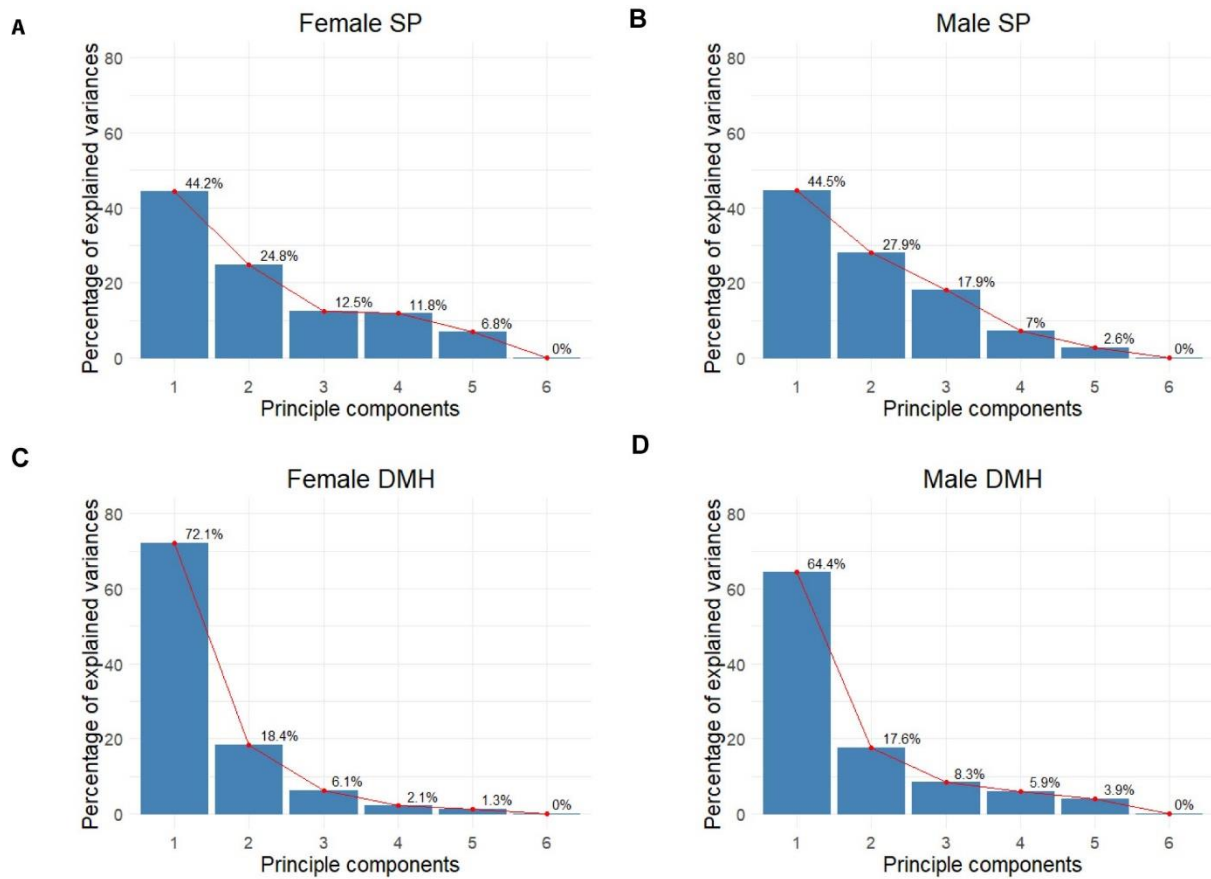 A
Female SP
Percentage of explained variances
80
60
40
20
0
44.2%
24.8%
12.5%
11.8%
6.8%
0%
1 2 3 4 5 6
Principle components
B
Male SP
Percentage of explained variances
80
60
40
20
0
44.5%
27.9%
17.9%
7%
2.6%
0%
1 2 3 4 5 6
Principle components
C
Female DMH
Percentage of explained variances
80
60
40
20
0
72.1%
18.4%
6.1%
2.1%
1.3%
0%
1 2 3 4 5 6
Principle components
D
Male DMH
Percentage of explained variances
80
60
40
20
0
64.4%
17.6%
8.3%
5.9%
3.9%
0%
1 2 3 4 5 6
Principle components